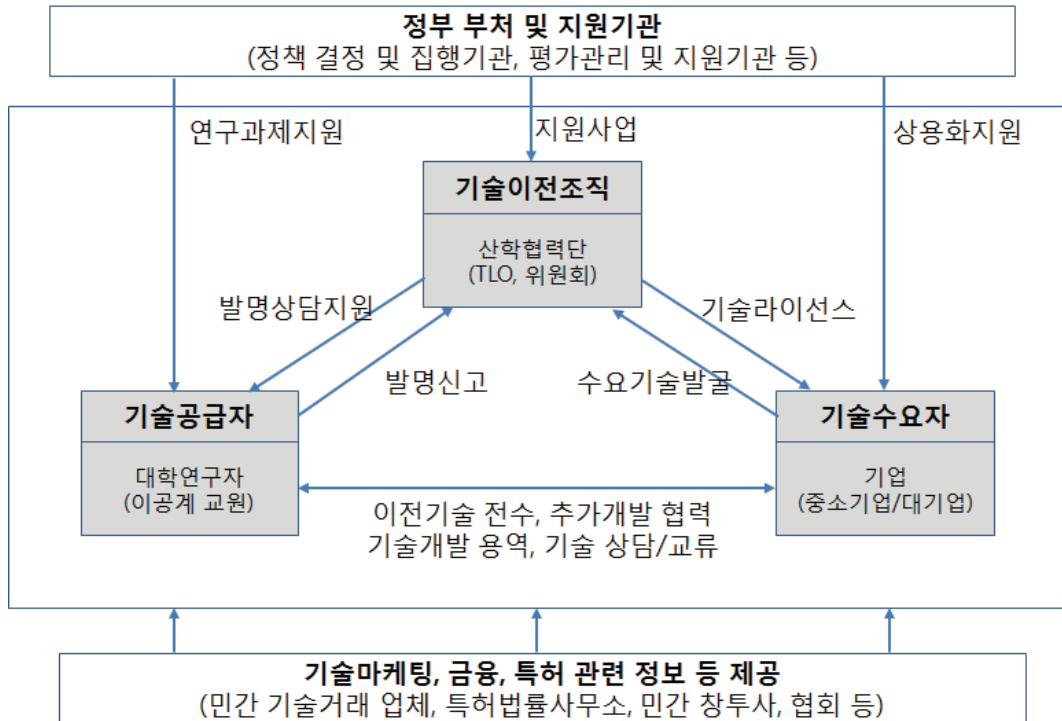 정부 부처 및 지원기관
(정책 결정 및 집행기관, 평가관리 및 지원기관 등)
연구과제지원
지원사업
상용화지원
기술이전조직
산학협력단
(TLO, 위원회)
발명상담지원
기술라이선스
발명신고
수요기술발굴
기술공급자
대학연구자
(이공계 교원)
기술수요자
기업
(중소기업/대기업)
이전기술 전수, 추가개발 협력
기술개발 용역, 기술 상담/교류
기술마케팅, 금융, 특허 관련 정보 등 제공
(민간 기술거래 업체, 특허법률사무소, 민간 창투사, 협회 등)